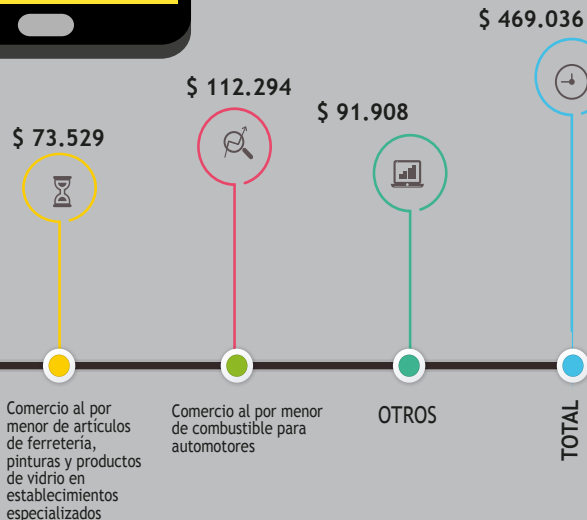 $ 469.036
$ 112.294
$ 91.908
$ 73.529
Comercio al por
menor de artículos
de ferretería,
pinturas y productos
de vidrio en
establecimientos
especializados
Comercio al por menor
de combustible para
automotores
OTROS
TOTAL